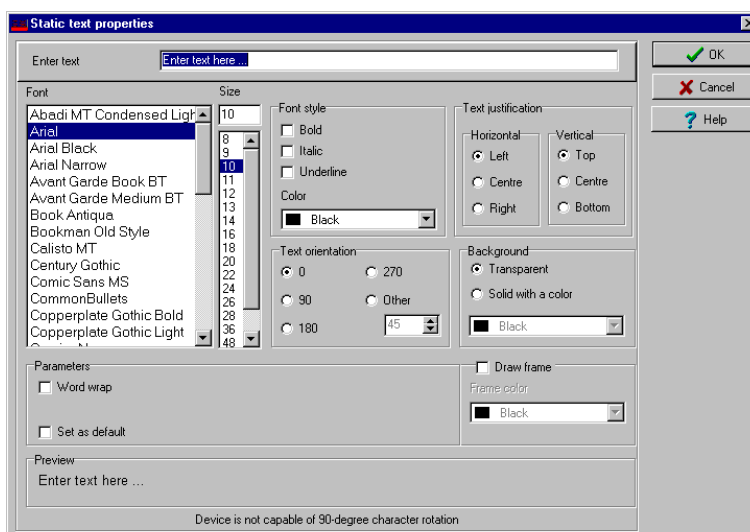 Static text properties
Enter text
Enter text here ...
OK
Cancel
Help
Font
Size
Abadi MT Condensed Ligh
Arial
Arial Black
Arial Narrow
Avant Garde Book BT
Avant Garde Medium BT
Book Antiqua
Bookman Old Style
Calisto MT
Century Gothic
Comic Sans MS
CommonBullets
Copperplate Gothic Bold
Copperplate Gothic Light
10
8
9
10
11
12
13
14
16
18
20
22
24
26
28
36
48
Font style
Bold
Italic
Underline
Color
Black
Text justification
Horizontal
Left
Centre
Right
Vertical
Top
Centre
Bottom
Text orientation
0
270
90
Other
180
45
Background
Transparent
Solid with a color
Black
Parameters
Word wrap
Set as default
Draw frame
Frame color
Black
Preview
Enter text here ...
Device is not capable of 90-degree character rotation